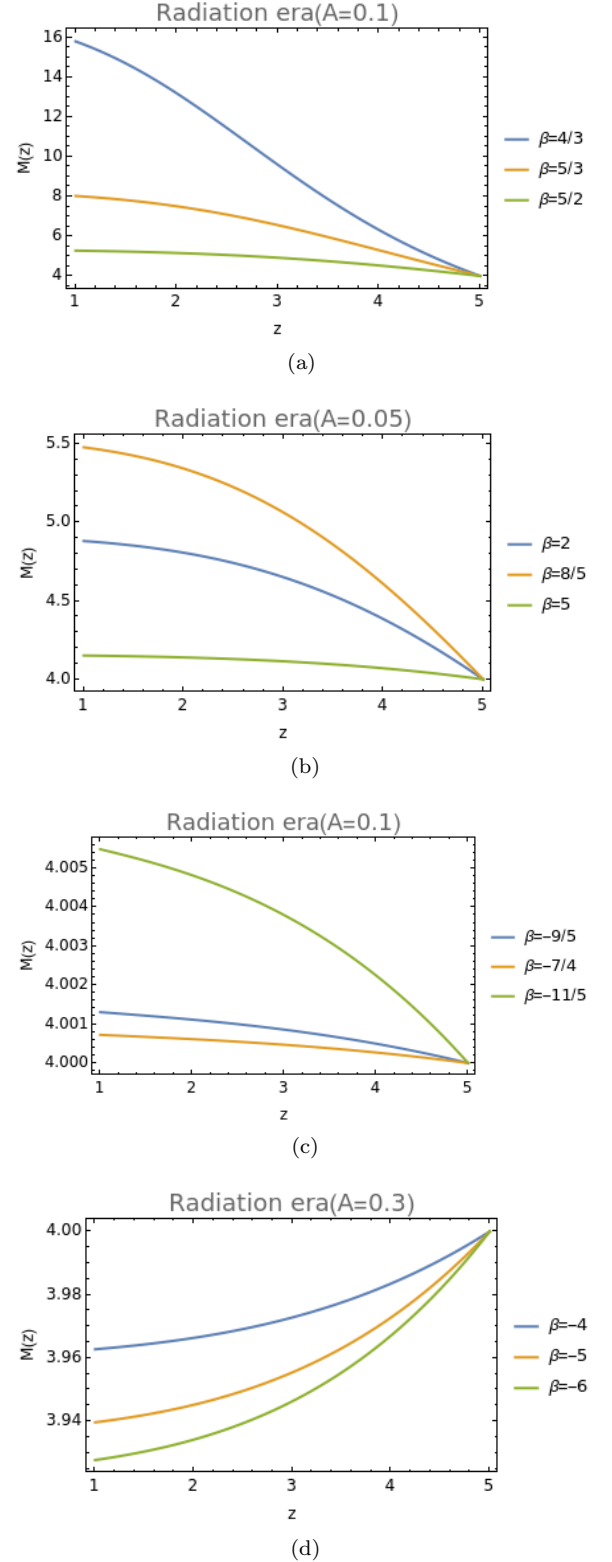 Radiation era(A=0.1)
16
14
12
10
8
6
4
M(z)
1 2 3 4 5
z
β=4/3
β=5/3
β=5/2
(a)
Radiation era(A=0.05)
5.5
5.0
4.5
4.0
M(z)
1 2 3 4 5
z
β=2
β=8/5
β=5
(b)
Radiation era(A=0.1)
4.005
4.004
4.003
4.002
4.001
4.000
M(z)
1 2 3 4 5
z
β=-9/5
β=-7/4
β=-11/5
(c)
Radiation era(A=0.3)
4.00
3.98
3.96
3.94
M(z)
1 2 3 4 5
z
β=-4
β=-5
β=-6
(d)